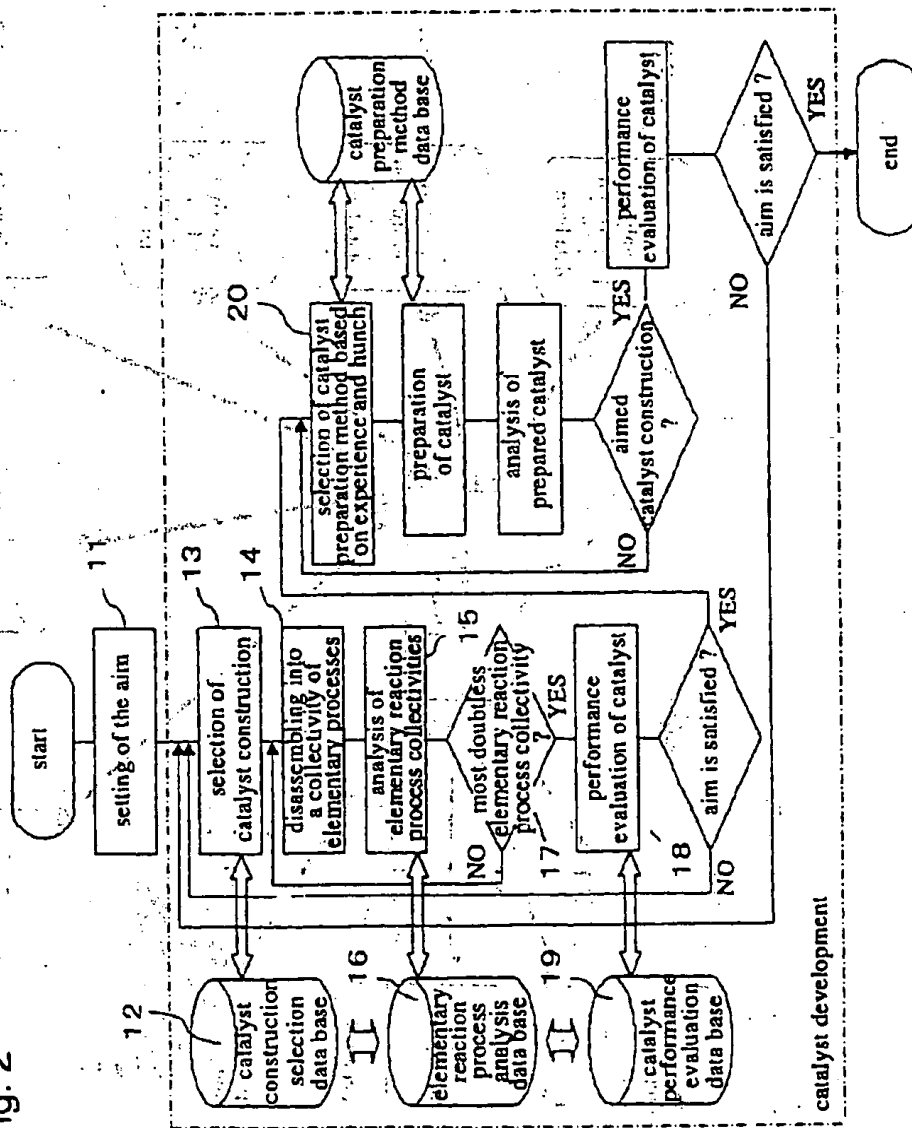 ig. 2
start
setting of the aim
11
12
catalyst
construction
selection
data base
selection of
catalyst construction
13
disassembling into
a collectivity of
elementary processes
14
16
elementary
reaction
process
analysis
data base
analysis of
elementary reaction
process collectivities
15
most doubtless
elementary reaction
process collectivity
?
NO
YES
17
19
catalyst
performance
evaluation
data base
performance
evaluation of catalyst
18
aim is satisfied ?
NO
YES
20
selection of catalyst
preparation method based
on experience and hunch
catalyst
preparation
method
data base
preparation
of catalyst
analysis of
prepared catalyst
aimed
catalyst construction
?
NO
YES
performance
evaluation of catalyst
aim is satisfied ?
NO
YES
catalyst development
end